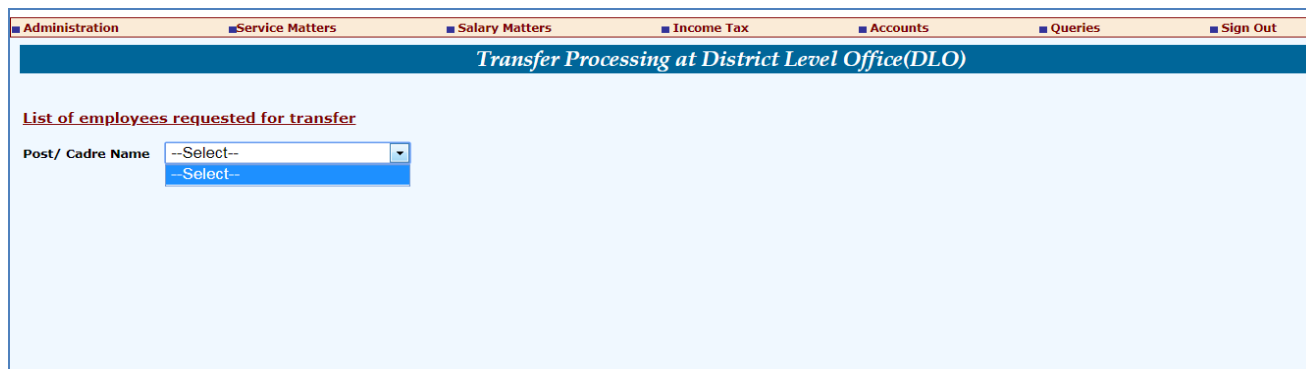 Administration Service Matters Salary Matters Income Tax Accounts Queries Sign Out
Transfer Processing at District Level Office(DLO)
List of employees requested for transfer
Post/ Cadre Name --Select--
--Select--